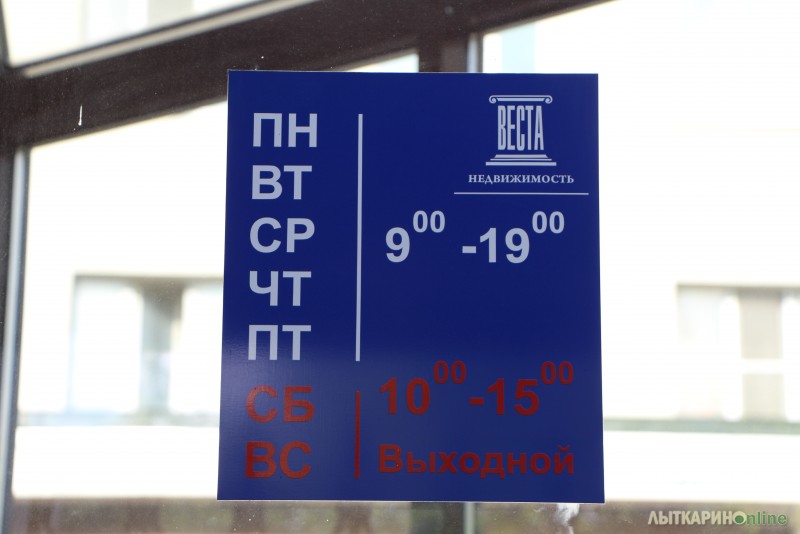 ВЕСТА
НЕДВИЖИМОСТЬ
ПН
ВТ
СР
ЧТ
ПТ
9⁰⁰ -19⁰⁰
СБ 10⁰⁰-15⁰⁰
ВС Выходной
ЛЫТКАРИНОonline